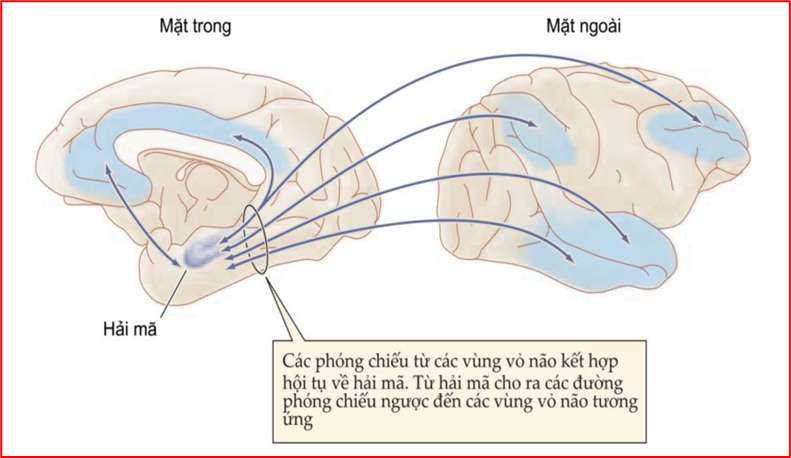 Mặt trong
Mặt ngoài
Hải mã
Các phóng chiếu từ các vùng vỏ não kết hợp
hội tụ về hải mã. Từ hải mã cho ra các đường
phóng chiếu ngược đến các vùng vỏ não tương
ứng